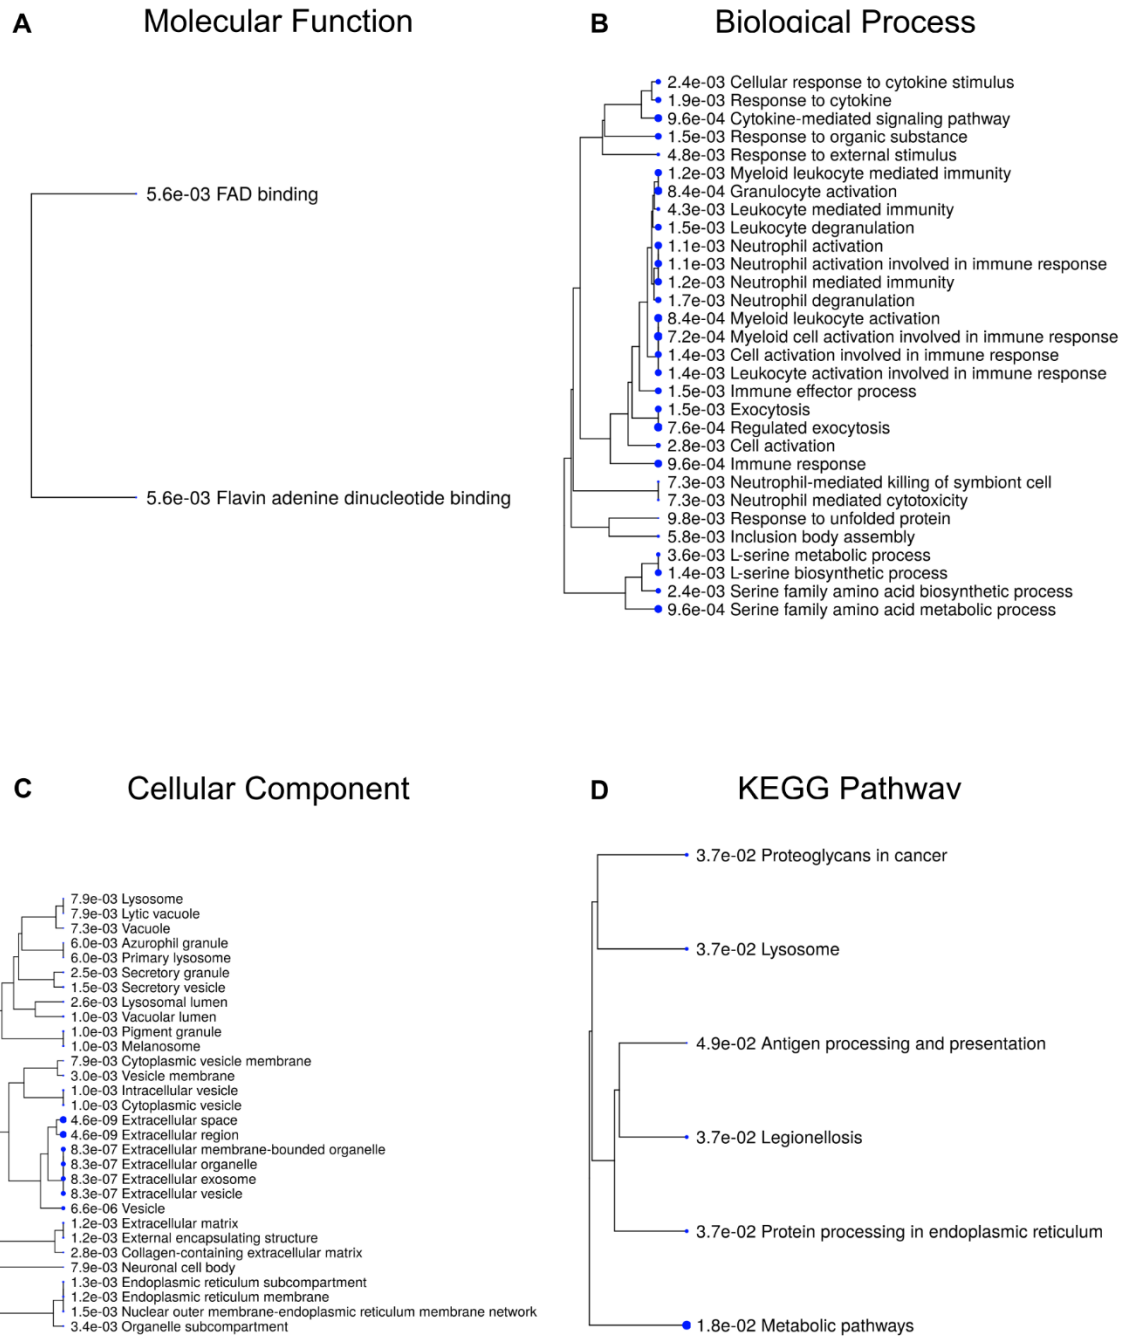 A
Molecular Function
5.6e-03 FAD binding
5.6e-03 Flavin adenine dinucleotide binding
B
Biological Process
2.4e-03 Cellular response to cytokine stimulus
1.9e-03 Response to cytokine
9.6e-04 Cytokine-mediated signaling pathway
1.5e-03 Response to organic substance
4.8e-03 Response to external stimulus
1.2e-03 Myeloid leukocyte mediated immunity
8.4e-04 Granulocyte activation
4.3e-03 Leukocyte mediated immunity
1.5e-03 Leukocyte degranulation
1.1e-03 Neutrophil activation
1.1e-03 Neutrophil activation involved in immune response
1.2e-03 Neutrophil mediated immunity
1.7e-03 Neutrophil degranulation
8.4e-04 Myeloid leukocyte activation
7.2e-04 Myeloid cell activation involved in immune response
1.4e-03 Cell activation involved in immune response
1.4e-03 Leukocyte activation involved in immune response
1.5e-03 Immune effector process
1.5e-03 Exocytosis
7.6e-04 Regulated exocytosis
2.8e-03 Cell activation
9.6e-04 Immune response
7.3e-03 Neutrophil-mediated killing of symbiont cell
7.3e-03 Neutrophil mediated cytotoxicity
9.8e-03 Response to unfolded protein
5.8e-03 Inclusion body assembly
3.6e-03 L-serine metabolic process
1.4e-03 L-serine biosynthetic process
2.4e-03 Serine family amino acid biosynthetic process
9.6e-04 Serine family amino acid metabolic process
C
Cellular Component
7.9e-03 Lysosome
7.9e-03 Lytic vacuole
7.3e-03 Vacuole
6.0e-03 Azurophil granule
6.0e-03 Primary lysosome
2.5e-03 Secretory granule
1.5e-03 Secretory vesicle
2.6e-03 Lysosomal lumen
1.0e-03 Vacuolar lumen
1.0e-03 Pigment granule
1.0e-03 Melanosome
7.9e-03 Cytoplasmic vesicle membrane
3.0e-03 Vesicle membrane
1.0e-03 Intracellular vesicle
1.0e-03 Cytoplasmic vesicle
4.6e-09 Extracellular space
4.6e-09 Extracellular region
8.3e-07 Extracellular membrane-bounded organelle
8.3e-07 Extracellular organelle
8.3e-07 Extracellular exosome
8.3e-07 Extracellular vesicle
6.6e-06 Vesicle
1.2e-03 Extracellular matrix
1.2e-03 External encapsulating structure
2.8e-03 Collagen-containing extracellular matrix
7.9e-03 Neuronal cell body
1.3e-03 Endoplasmic reticulum subcompartment
1.2e-03 Endoplasmic reticulum membrane
1.5e-03 Nuclear outer membrane-endoplasmic reticulum membrane network
3.4e-03 Organelle subcompartment
D
KEGG Pathway
3.7e-02 Proteoglycans in cancer
3.7e-02 Lysosome
4.9e-02 Antigen processing and presentation
3.7e-02 Legionellosis
3.7e-02 Protein processing in endoplasmic reticulum
1.8e-02 Metabolic pathways